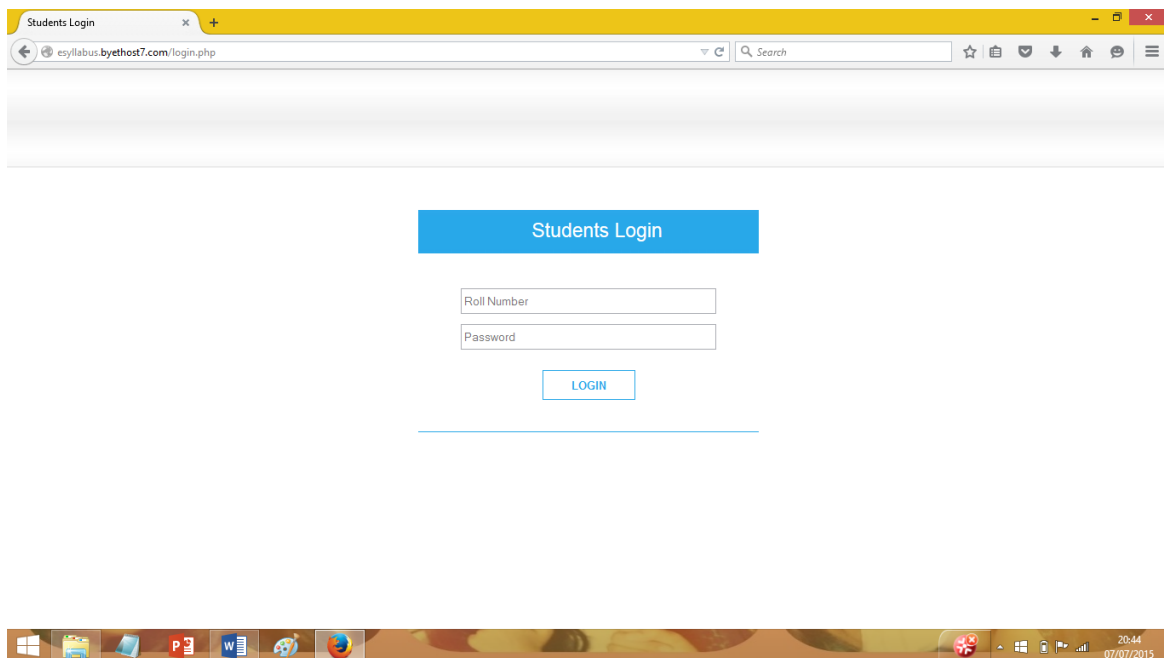 Students Login
esyllabus.byethost7.com/login.php
Search
Students Login
Roll Number
Password
LOGIN
20:44
07/07/2015